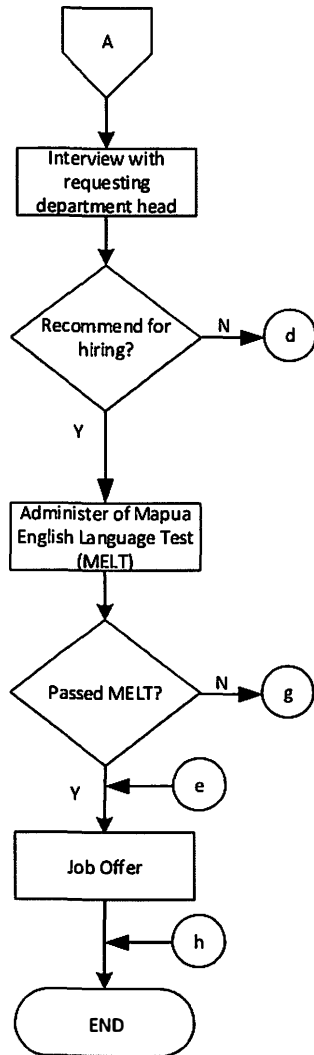 A
Interview with
requesting
department head
Recommend for
hiring?
N
d
Y
Administer of Mapua
English Language Test
(MELT)
Passed MELT?
N
g
Y
e
Job Offer
h
END